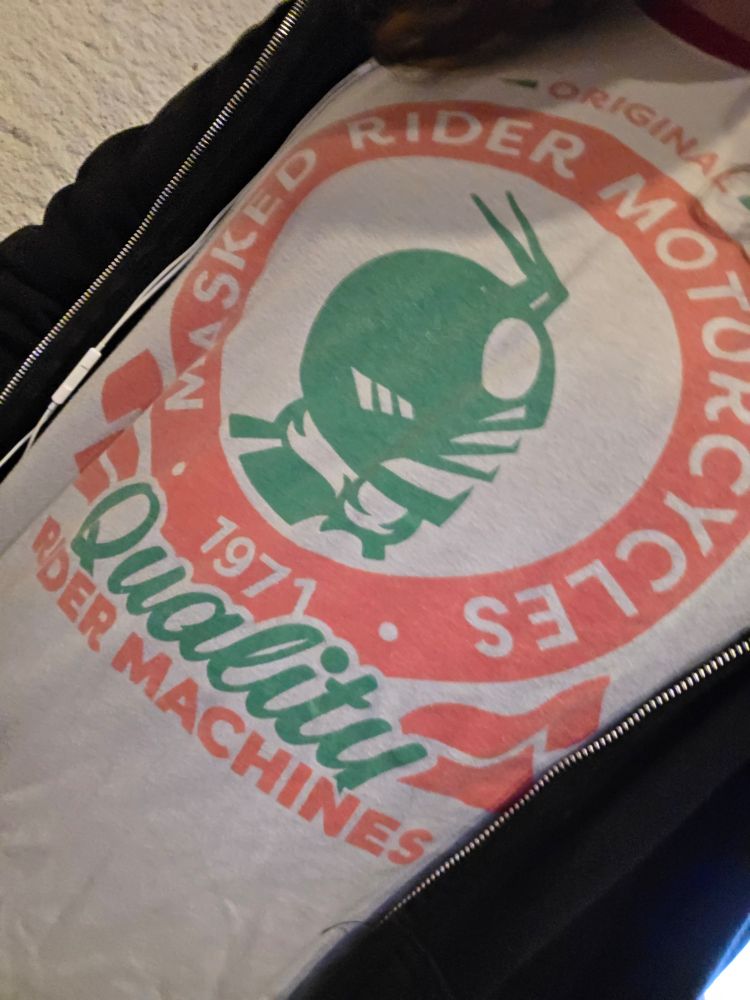 ORIGINAL
MASKED RIDER MOTORCYCLES
1971
Quality
RIDER MACHINES